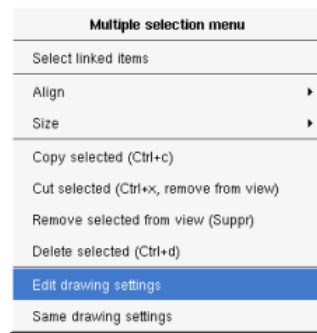 Multiple selection menu
Select linked items
Align
Size
Copy selected (Ctrl+c)
Cut selected (Ctrl+x, remove from view)
Remove selected from view (Suppr)
Delete selected (Ctrl+d)
Edit drawing settings
Same drawing settings